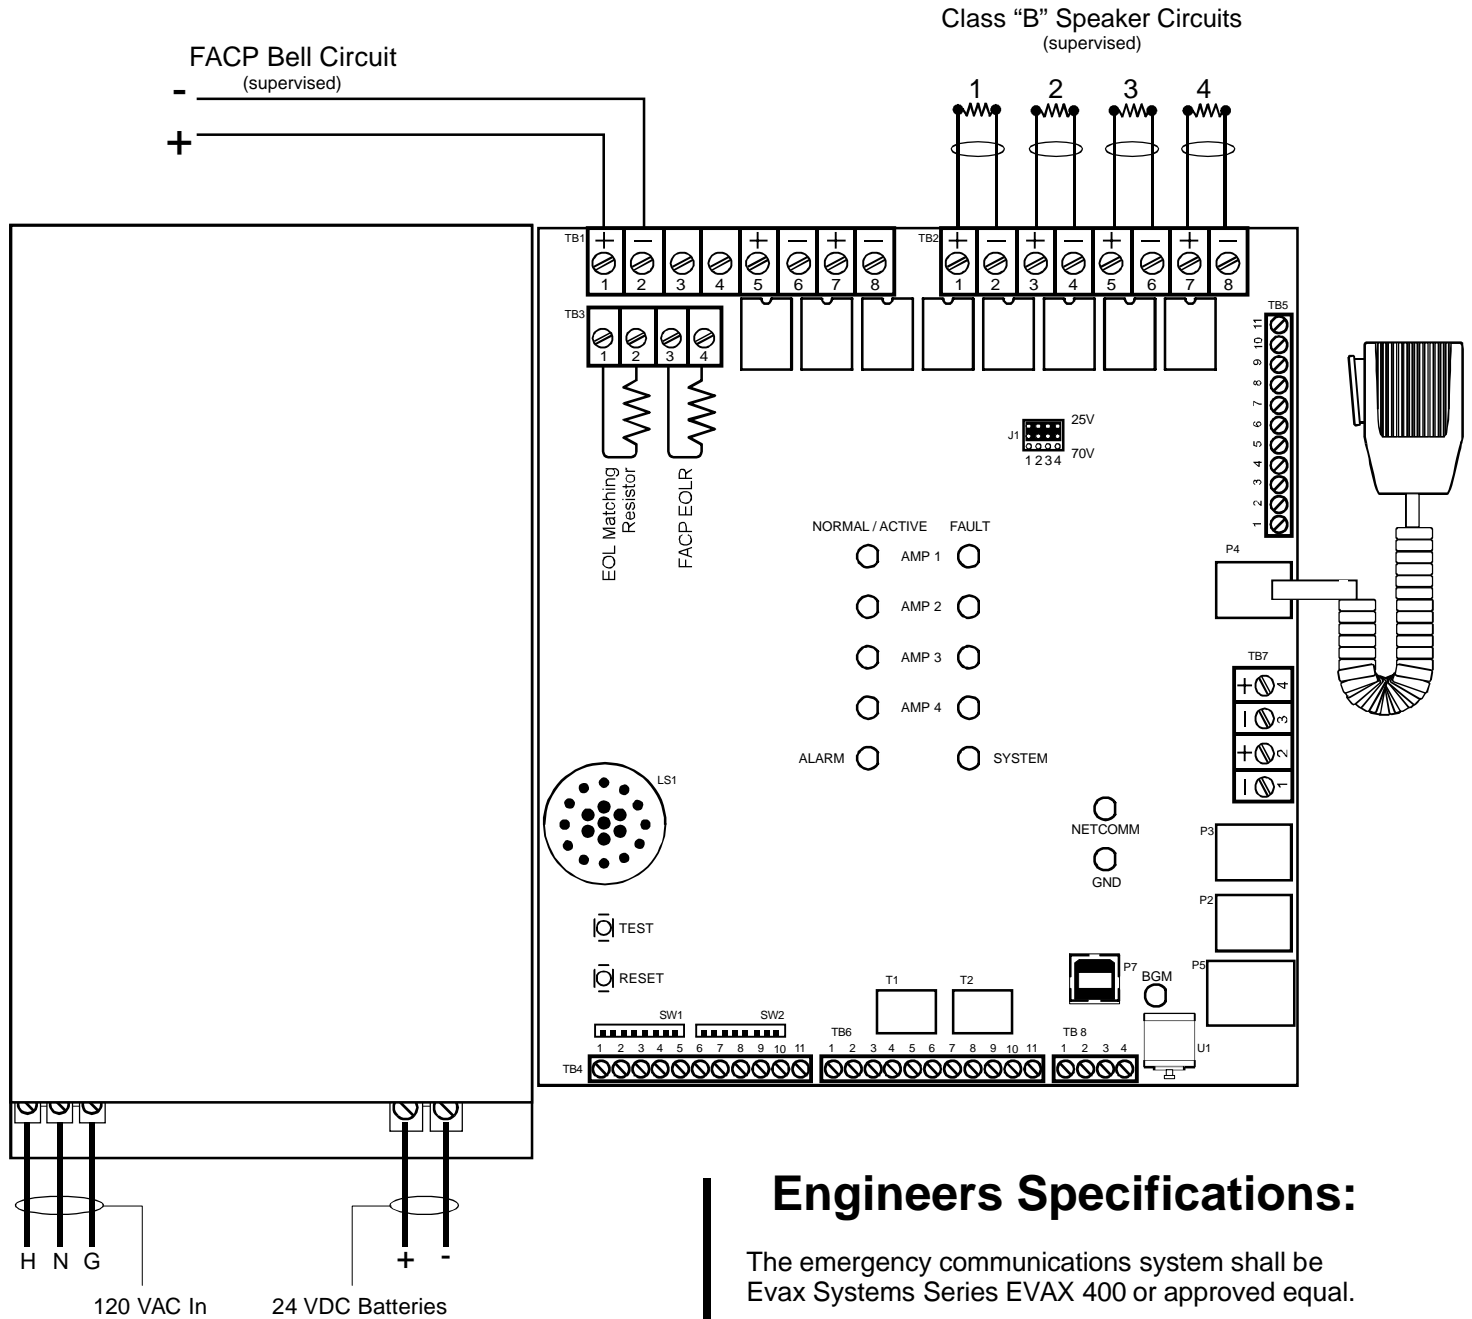 Class “B” Speaker Circuits
(supervised)
FACP Bell Circuit
(supervised)
-
+
1 2 3 4
TB1 + - + - + -
1 2 3 4 5 6 7 8
TB2 + - + - + - + -
1 2 3 4 5 6 7 8
TB3
1 2 3 4
EOL Matching
Resistor
FACP EOLR
TB5
11
10
9
8
7
6
5
4
3
2
1
J1
25V
70V
1 2 3 4
P4
NORMAL / ACTIVE FAULT
AMP 1
AMP 2
AMP 3
AMP 4
ALARM SYSTEM
TB7
+ 4
- 3
+ 2
- 1
LS1
NETCOMM
GND
P3
P2
P5
TEST
RESET
P7
BGM
T1 T2
SW1 SW2
TB4
1 2 3 4 5 6 7 8 9 10 11
TB6
1 2 3 4 5 6 7 8 9 10 11
TB 8
1 2 3 4
U1
H N G
+ -
120 VAC In
24 VDC Batteries
Engineers Specifications:
The emergency communications system shall be
Evax Systems Series EVAX 400 or approved equal.